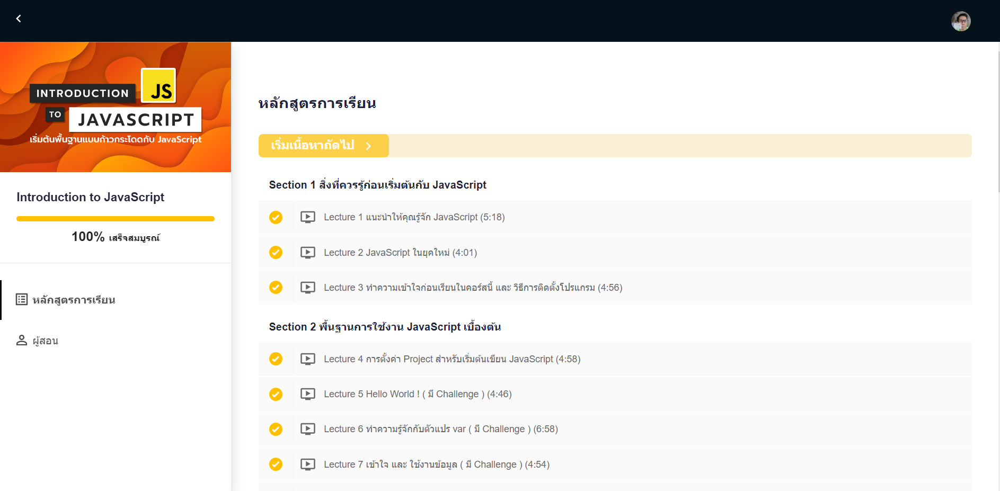 INTRODUCTION
JS
TO
JAVASCRIPT
เริ่มต้นพื้นฐานแบบก้าวกระโดดกับ JavaScript
Introduction to JavaScript
100% เสร็จสมบูรณ์
หลักสูตรการเรียน
ผู้สอน
หลักสูตรการเรียน
เริ่มเนื้อหาถัดไป
Section 1 สิ่งที่ควรรู้ก่อนเริ่มต้นกับ JavaScript
Lecture 1 แนะนำให้คุณรู้จัก JavaScript (5:18)
Lecture 2 JavaScript ในยุคใหม่ (4:01)
Lecture 3 ทำความเข้าใจก่อนเรียนในคอร์สนี้ และ วิธีการติดตั้งโปรแกรม (4:56)
Section 2 พื้นฐานการใช้งาน JavaScript เบื้องต้น
Lecture 4 การตั้งค่า Project สำหรับเริ่มต้นเขียน JavaScript (4:58)
Lecture 5 Hello World ! ( มี Challenge ) (4:46)
Lecture 6 ทำความรู้จักกับตัวแปร var ( มี Challenge ) (6:58)
Lecture 7 เข้าใจ และ ใช้งานข้อมูล ( มี Challenge ) (4:54)